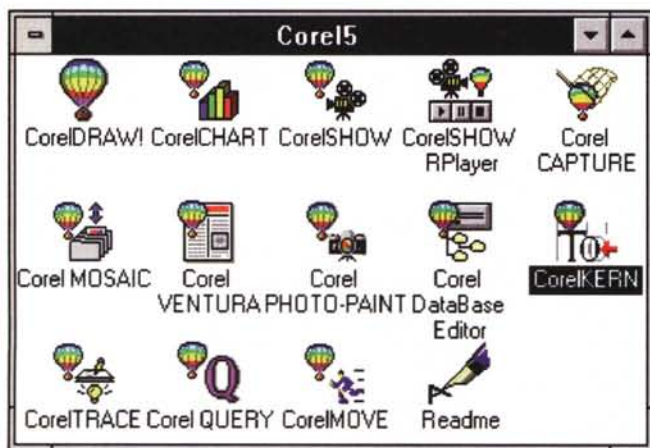 Corel5
CorelDRAW! CorelCHART CorelSHOW CorelSHOW Corel
RPlayer CAPTURE
Corel MOSAIC Corel Corel Corel CorelKERN
VENTURA PHOTO-PAINT DataBase
Editor
To
CorelTRACE Corel QUERY CorelMOVE Readme
Q